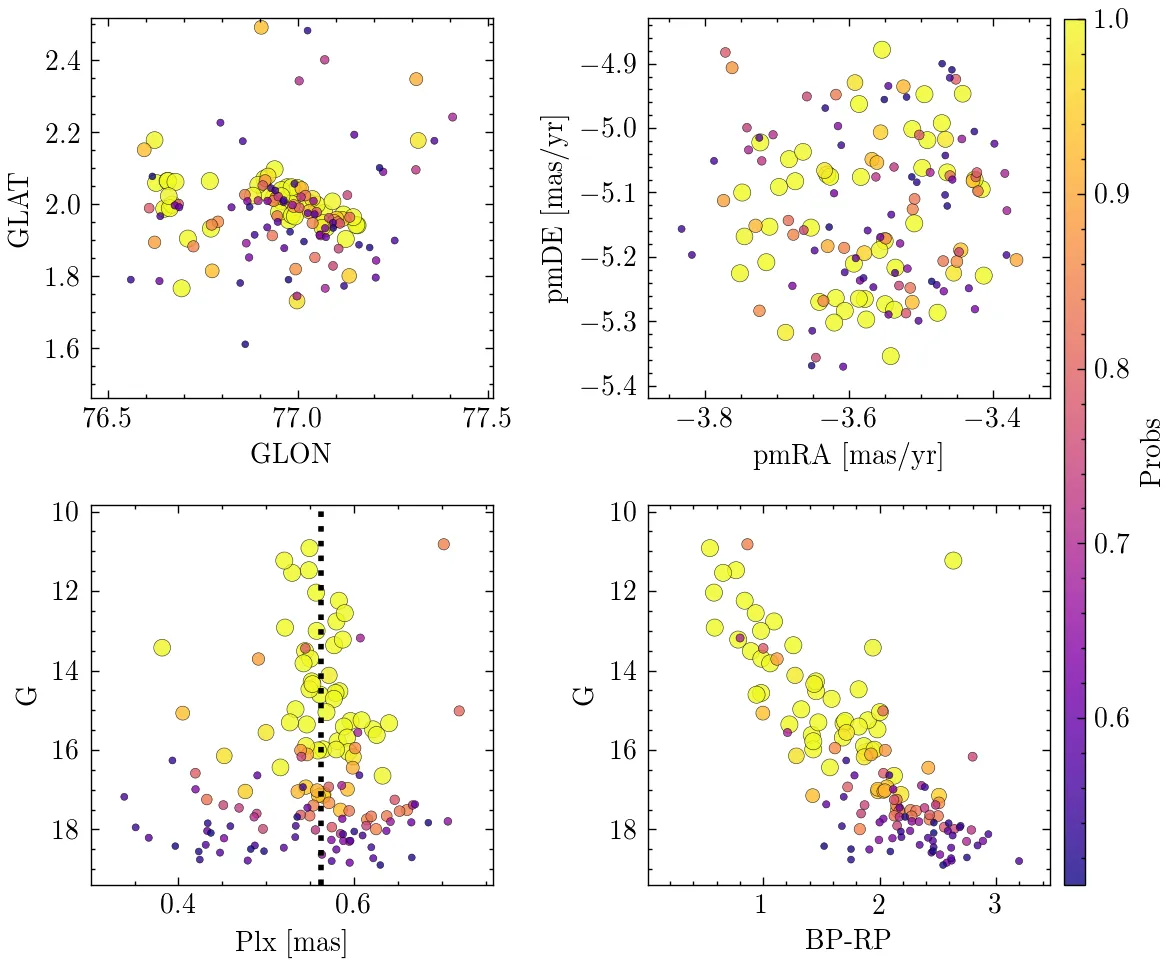 2.4
2.2
2.0
1.8
1.6
GLAT
76.5 77.0 77.5
GLON
−4.9
−5.0
−5.1
−5.2
−5.3
−5.4
pmDE [mas/yr]
−3.8 −3.6 −3.4
pmRA [mas/yr]
10
12
14
16
18
G
0.4 0.6
Plx [mas]
10
12
14
16
18
G
1 2 3
BP-RP
1.0
0.9
0.8
0.7
0.6
Probs